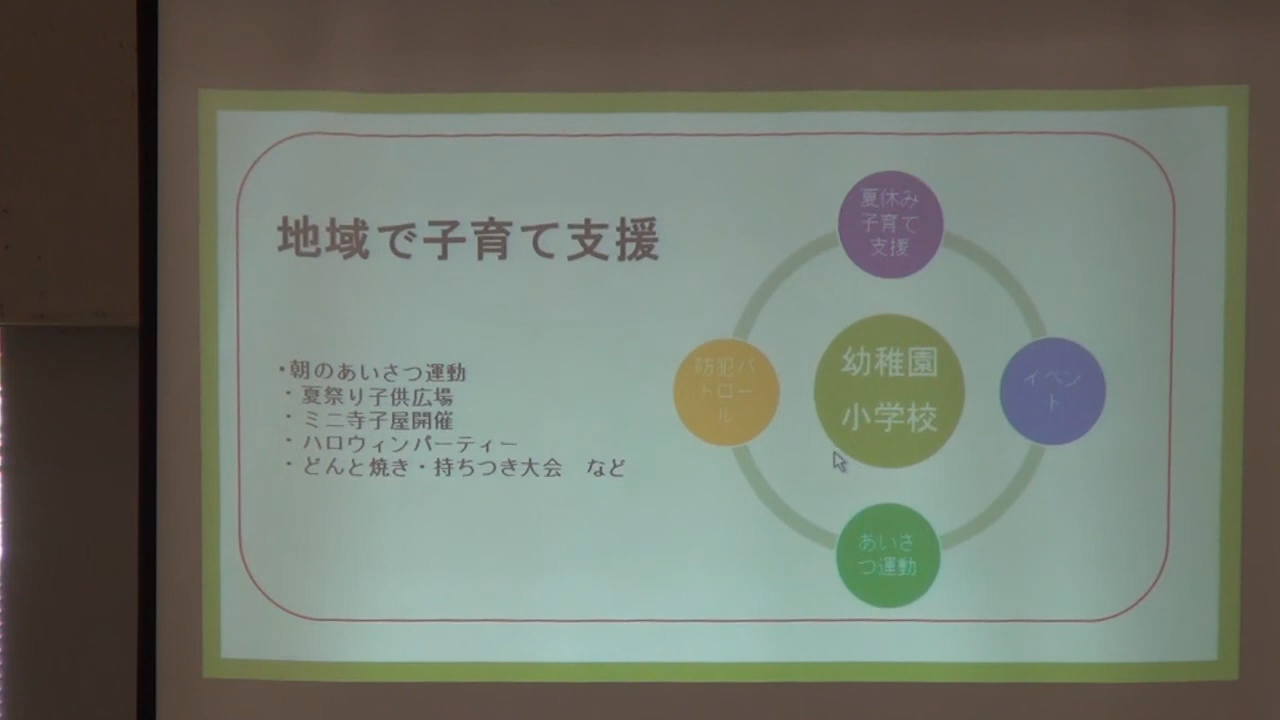 地域で子育て支援
・朝のあいさつ運動
・夏祭り子供広場
・ミニ寺子屋開催
・ハロウィンパーティー
・どんと焼き・持ちつき大会　など
夏休み
子育て
支援
防犯パ
トロー
ル
幼稚園
小学校
イベン
ト
あいさ
つ運動